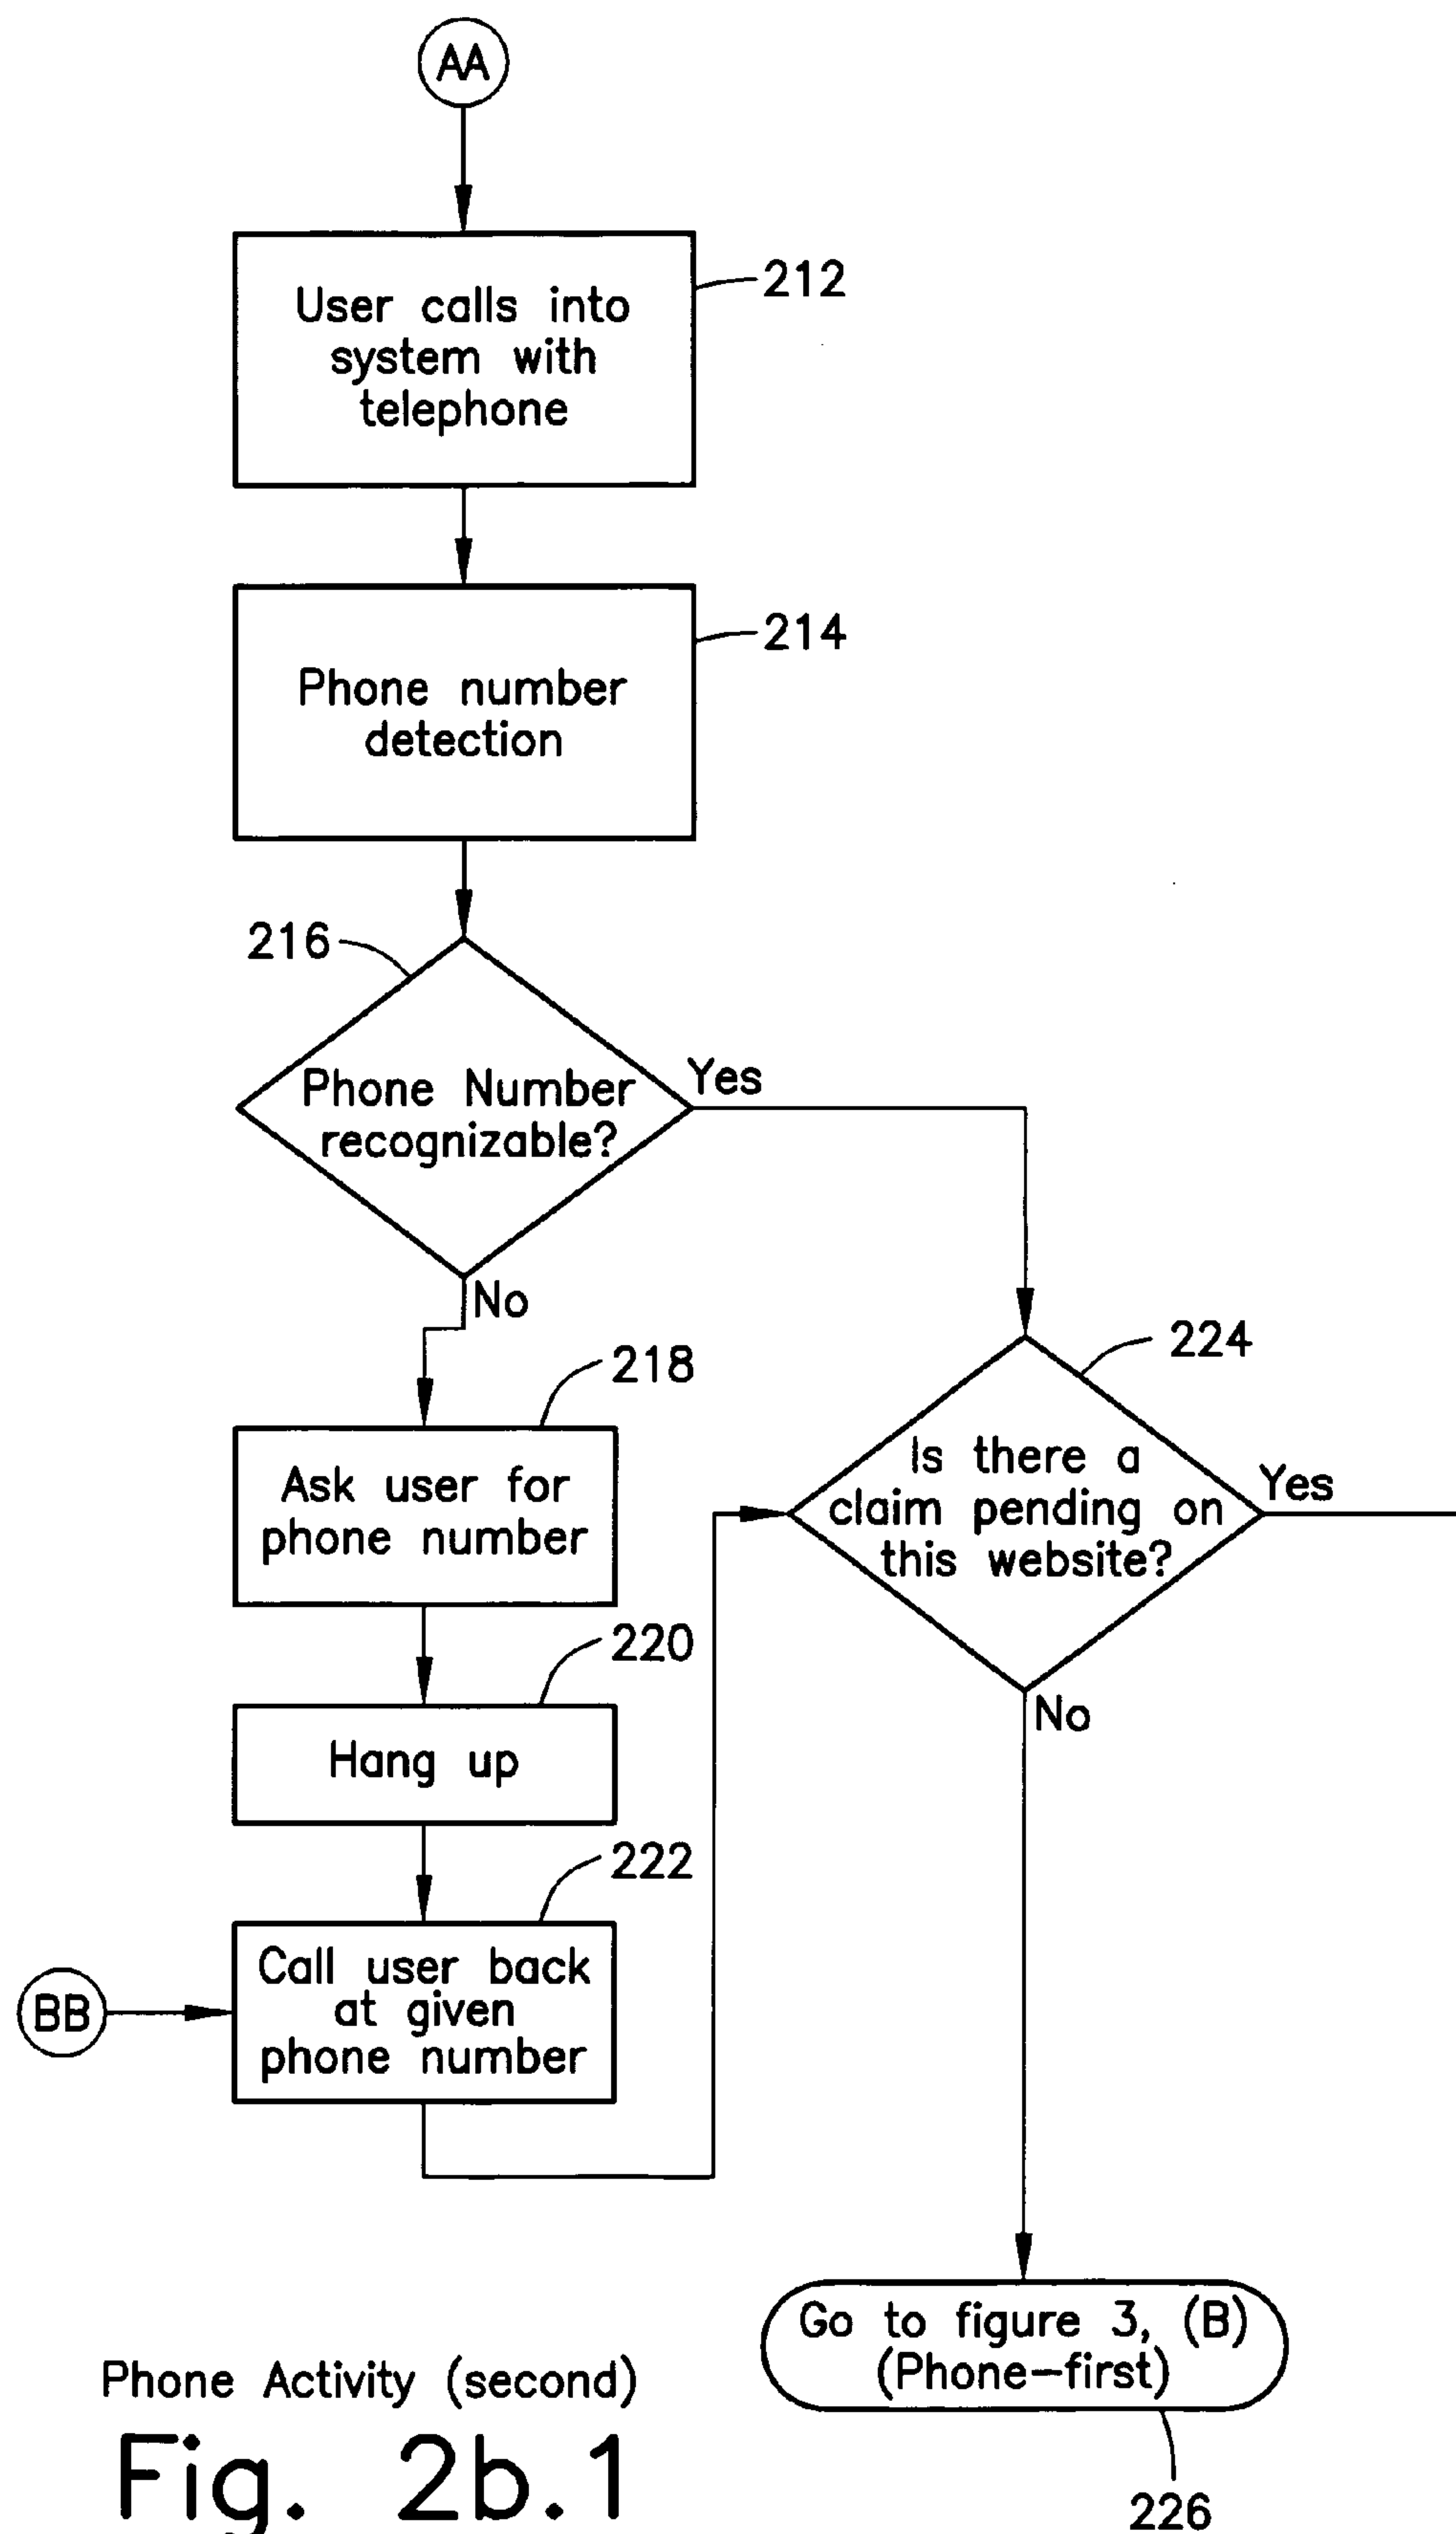 AA
User calls into
system with
telephone
212
Phone number
detection
214
216
Phone Number
recognizable?
Yes
No
218
Ask user for
phone number
220
Hang up
222
Call user back
at given
phone number
BB
224
Is there a
claim pending on
this website?
Yes
No
Go to figure 3, (B)
(Phone-first)
226
Phone Activity (second)
Fig. 2b.1